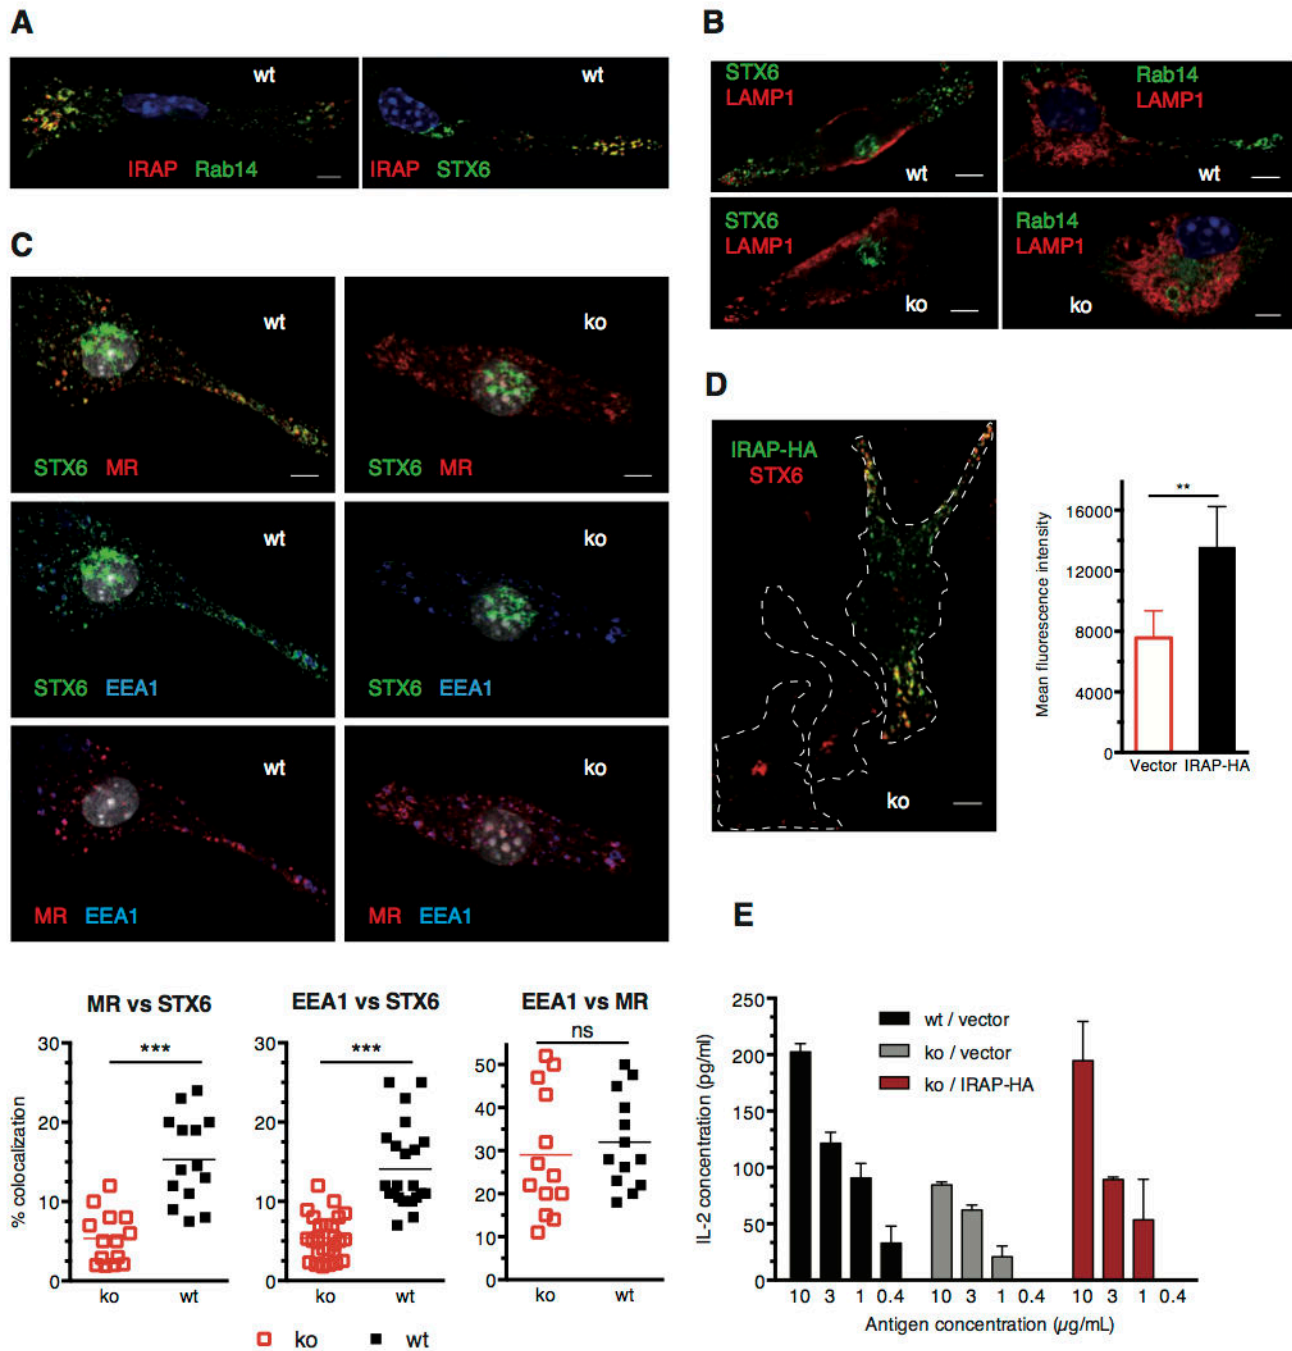 A
wt
IRAP Rab14
wt
IRAP STX6
B
STX6
LAMP1
wt
Rab14
LAMP1
wt
STX6
LAMP1
ko
Rab14
LAMP1
ko
C
wt
STX6 MR
ko
STX6 MR
wt
STX6 EEA1
ko
STX6 EEA1
wt
MR EEA1
ko
MR EEA1
MR vs STX6
***
% colocalization
30
20
10
0
ko wt
EEA1 vs STX6
***
30
20
10
0
ko wt
EEA1 vs MR
ns
50
40
30
20
10
0
ko wt
ko wt
D
IRAP-HA
STX6
ko
**
Mean fluorescence intensity
16000
12000
8000
4000
0
Vector IRAP-HA
E
IL-2 concentration (pg/ml)
250
200
150
100
50
0
wt / vector
ko / vector
ko / IRAP-HA
10 3 1 0.4 10 3 1 0.4 10 3 1 0.4
Antigen concentration (µg/mL)